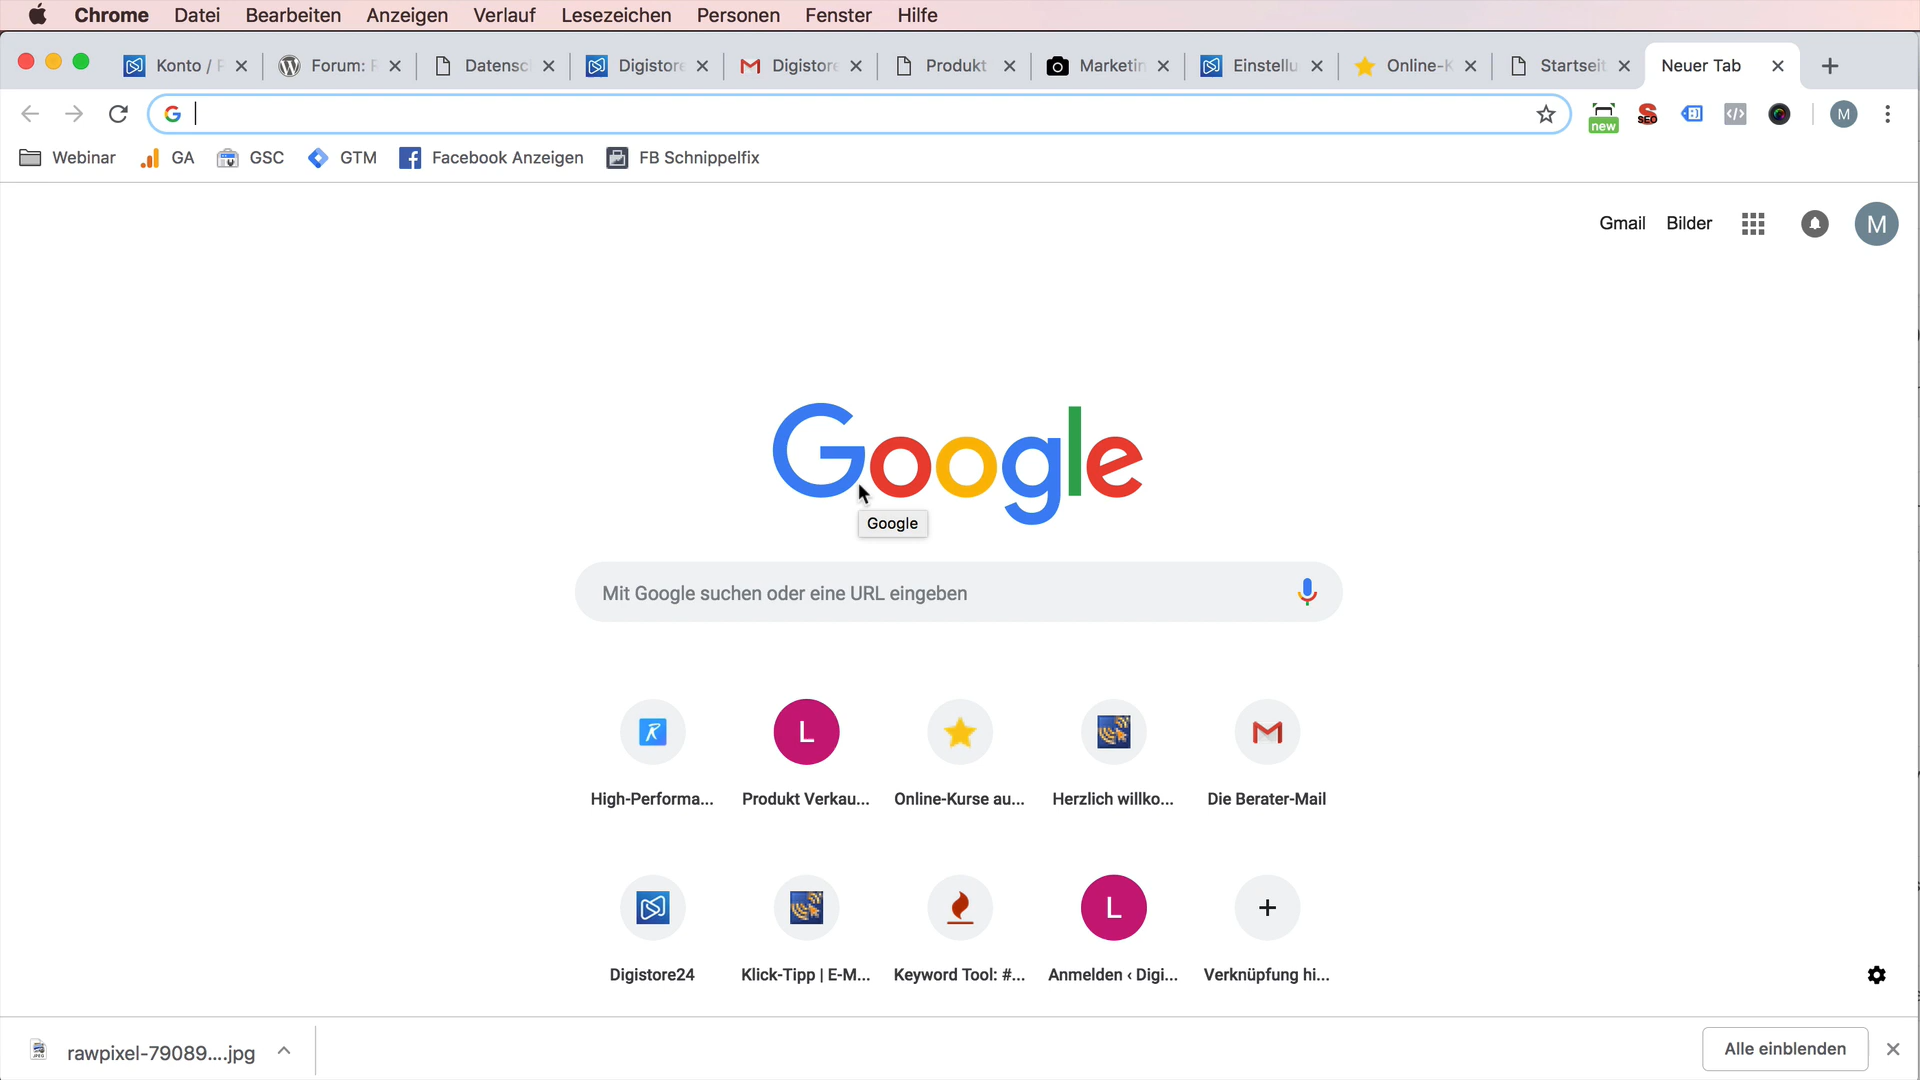 Chrome Datei Bearbeiten Anzeigen Verlauf Lesezeichen Personen Fenster Hilfe
Konto / Forum: Datensc Digistore Digistore Produkt Marketin Einstellu Online-K Startseit Neuer Tab
new SEO M
Webinar GA GSC GTM Facebook Anzeigen FB Schnippelfix
Gmail Bilder M
Google
Google
Mit Google suchen oder eine URL eingeben
L
High-Performa... Produkt Verkau... Online-Kurse au... Herzlich willko... Die Berater-Mail
L
Digistore24 Klick-Tipp | E-M... Keyword Tool: #... Anmelden ‹ Digi... Verknüpfung hi...
rawpixel-79089....jpg Alle einblenden